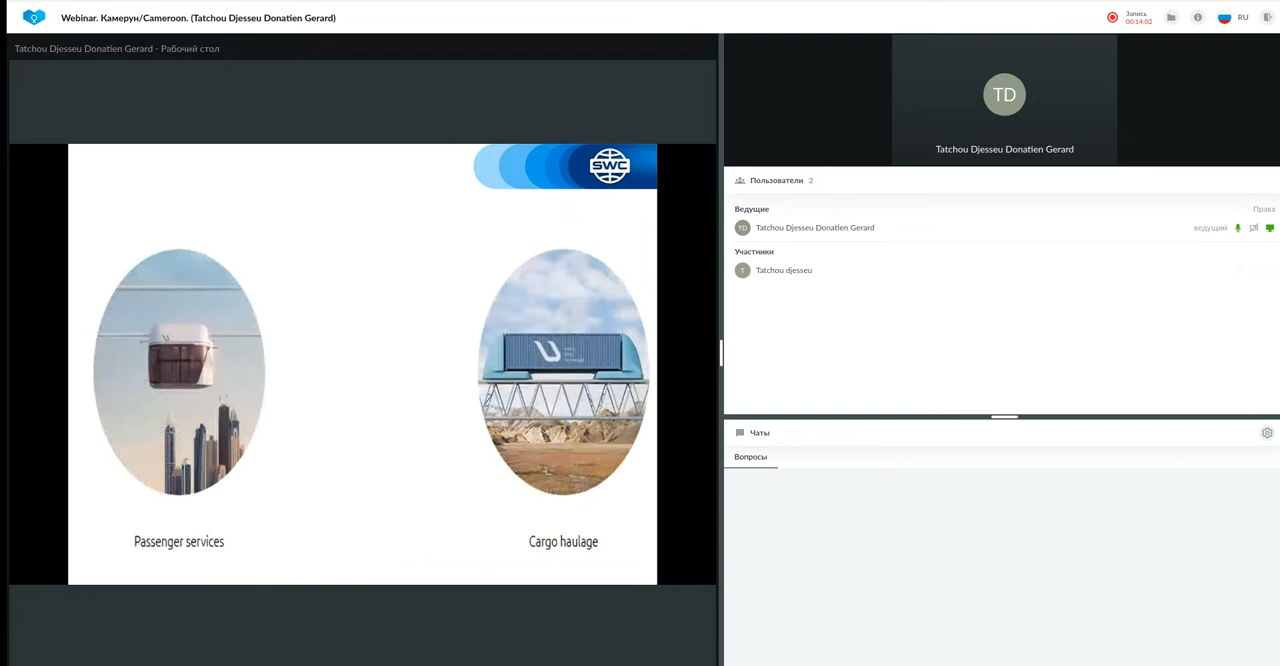 Webinar. Камерун/Cameroon. (Tatchou Djesseu Donatien Gerard)
Запись
00:14:02
RU
Tatchou Djesseu Donatien Gerard - Рабочий стол
SWC
Passenger services
Cargo haulage
TD
Tatchou Djesseu Donatien Gerard
Пользователи 2
Ведущие Права
TD Tatchou Djesseu Donatien Gerard ведущий
Участники
T Tatchou djesseu
Чаты
Вопросы